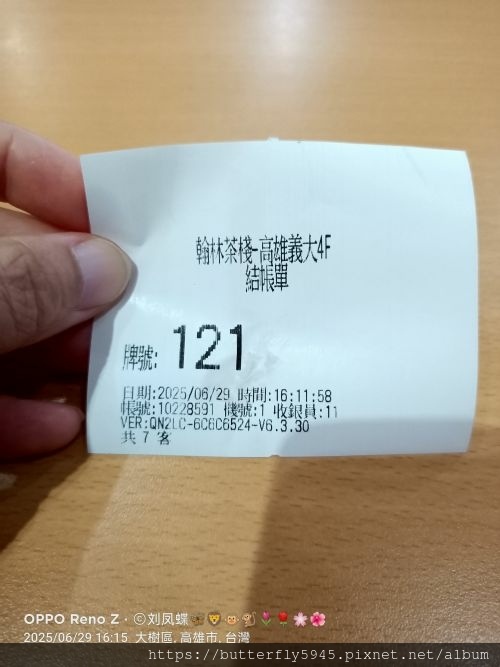 翰林茶棧-高雄義大4F
結帳單
牌號: 121
日期:2025/06/29 時間:16:11:58
帳號:10228591 機號:1 收銀員:11
VER:QN2LC-6C6C6524-V6.3.30
共 7 客
OPPO Reno Z · ©刘凤蝶🦋🦁🐵🐒🌷🌹🌸🌺
2025/06/29 16:15 大樹區, 高雄市, 台灣
https://butterfly5945.pixnet.net/album